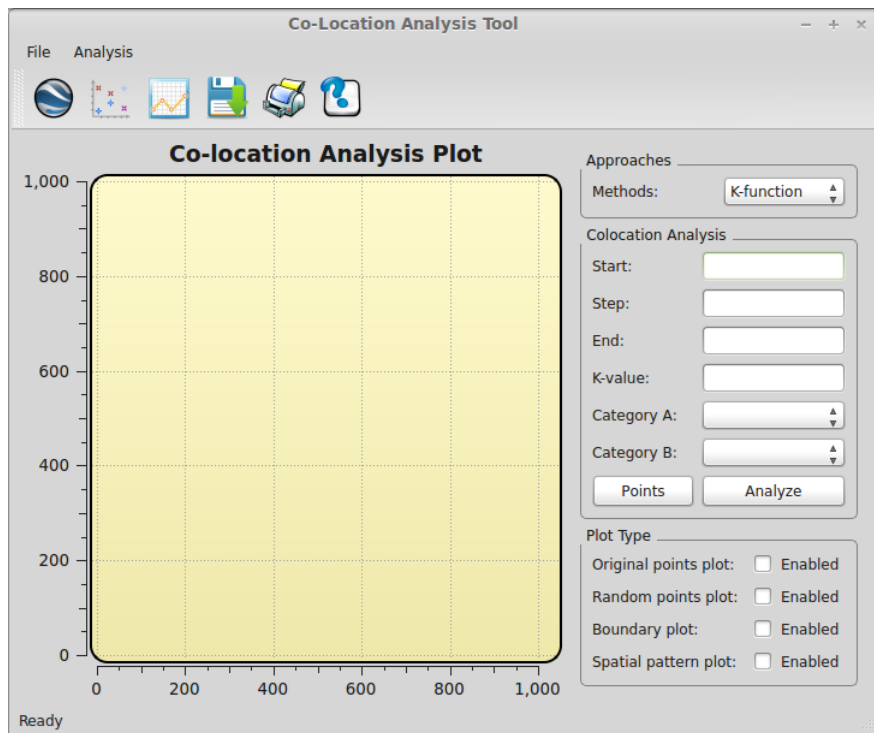 Co-Location Analysis Tool
File Analysis
Co-location Analysis Plot
1,000
800
600
400
200
0
0 200 400 600 800 1,000
Approaches
Methods: K-function
Colocation Analysis
Start:
Step:
End:
K-value:
Category A:
Category B:
Points Analyze
Plot Type
Original points plot: Enabled
Random points plot: Enabled
Boundary plot: Enabled
Spatial pattern plot: Enabled
Ready